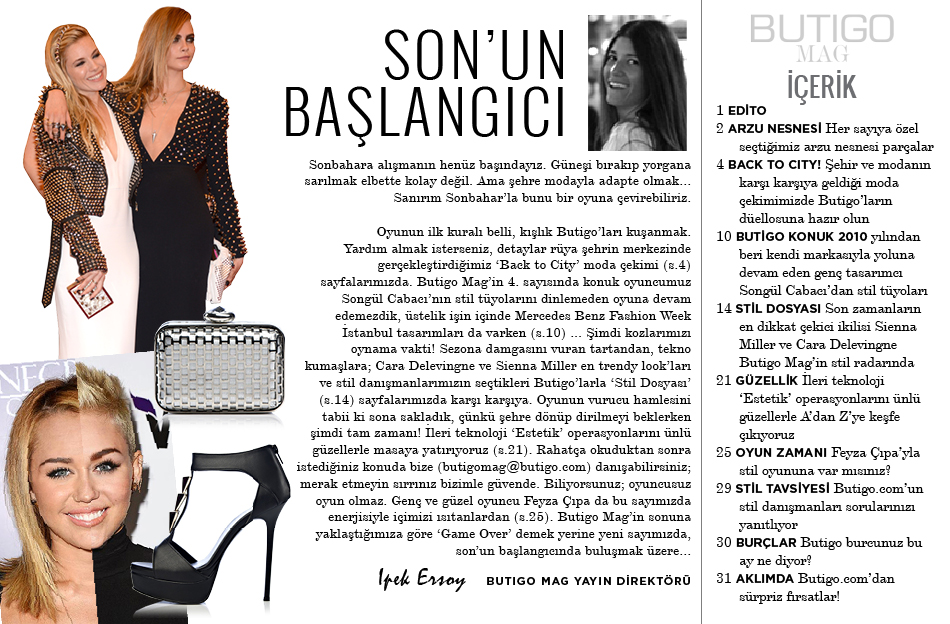 SON'UN
BAŞLANGICI
Sonbahara alışmanın henüz başındayız. Güneşi bırakıp yorgana
sarılmak elbette kolay değil. Ama şehre modayla adapte olmak...
Sanırım Sonbahar'la bunu bir oyuna çevirebiliriz.
Oyunun ilk kuralı belli, kışlık Butigo'ları kuşanmak.
Yardım almak isterseniz, detaylar rüya şehrin merkezinde
gerçekleştirdiğimiz 'Back to City' moda çekimi (s.4)
sayfalarımızda. Butigo Mag'in 4. sayısında konuk oyuncumuz
Songül Cabacı'nın stil tüyolarını dinlemeden oyuna devam
edemezdik, üstelik işin içinde Mercedes Benz Fashion Week
İstanbul tasarımları da varken (s.10) ... Şimdi kozlarımızı
oynama vakti! Sezona damgasını vuran tartandan, tekno
kumaşlara; Cara Delevingne ve Sienna Miller en trendy look'ları
ve stil danışmanlarımızın seçtikleri Butigo'larla 'Stil Dosyası'
(s.14) sayfalarımızda karşı karşıya. Oyunun vurucu hamlesini
tabii ki sona sakladık, çünkü şehre dönüp dirilmeyi beklerken
şimdi tam zamanı! İleri teknoloji 'Estetik' operasyonlarını ünlü
güzellerle masaya yatırıyoruz (s.21). Rahatça okuduktan sonra
istediğiniz konuda bize (butigomag@butigo.com) danışabilirsiniz;
merak etmeyin sırrınız bizimle güvende. Biliyorsunuz; oyuncusuz
oyun olmaz. Genç ve güzel oyuncu Feyza Çıpa da bu sayımızda
enerjisiyle içimizi ısıtanlardan (s.25). Butigo Mag'in sonuna
yaklaştığımıza göre 'Game Over' demek yerine yeni sayımızda,
son'un başlangıcında buluşmak üzere...
Ipek Ersoy BUTIGO MAG YAYIN DİREKTÖRÜ
BUTIGO
MAG
İÇERİK
1 EDİTO
2 ARZU NESNESİ Her sayıya özel
seçtiğimiz arzu nesnesi parçalar
4 BACK TO CITY! Şehir ve modanın
karşı karşıya geldiği moda
çekimimizde Butigo'ların
düellosuna hazır olun
10 BUTİGO KONUK 2010 yılından
beri kendi markasıyla yoluna
devam eden genç tasarımcı
Songül Cabacı'dan stil tüyoları
14 STİL DOSYASI Son zamanların
en dikkat çekici ikilisi Sienna
Miller ve Cara Delevingne
Butigo Mag'in stil radarında
21 GÜZELLİK İleri teknoloji
'Estetik' operasyonlarını ünlü
güzellerle A'dan Z'ye keşfe
çıkıyoruz
25 OYUN ZAMANI Feyza Çıpa'yla
stil oyununa var mısınız?
29 STİL TAVSİYESİ Butigo.com'un
stil danışmanları sorularınızı
yanıtlıyor
30 BURÇLAR Butigo burcunuz bu
ay ne diyor?
31 AKLIMDA Butigo.com'dan
sürpriz fırsatlar!